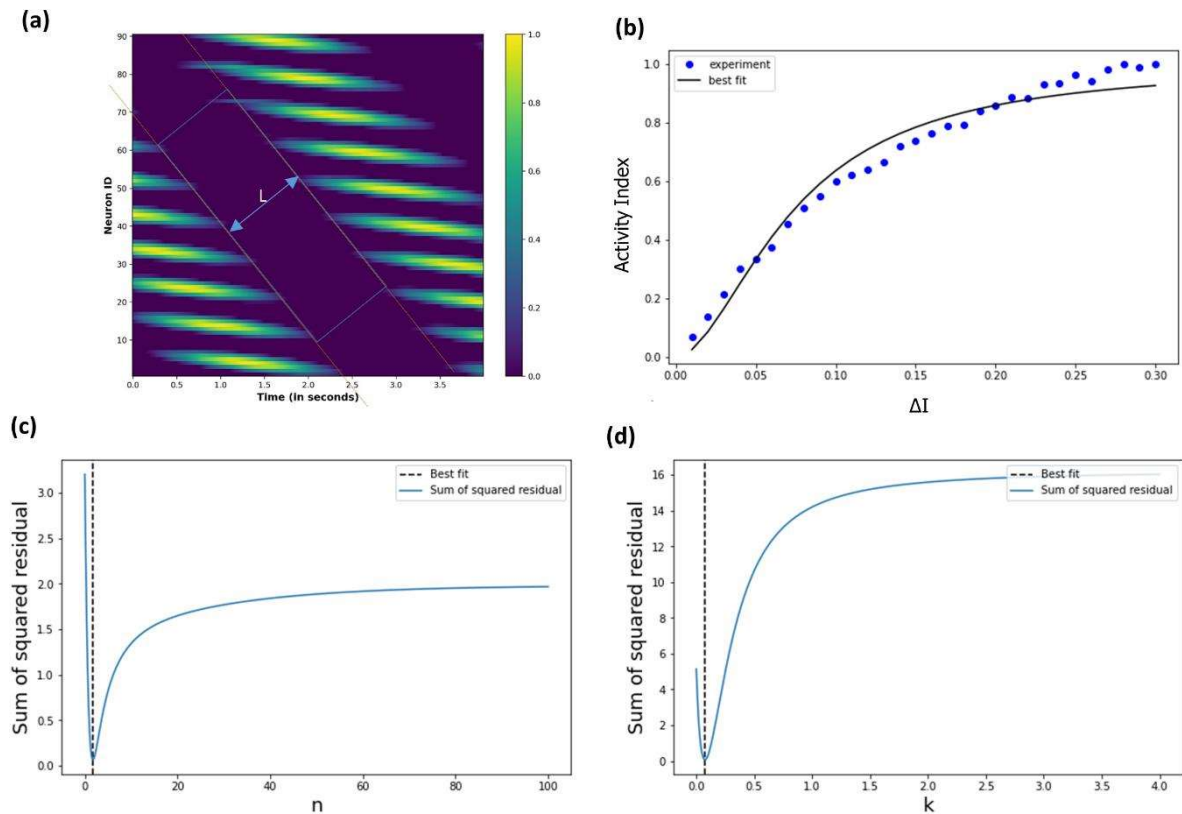 (a)
90
80
70
60
50
40
30
20
10
Neuron ID
L
0.0 0.5 1.0 1.5 2.0 2.5 3.0 3.5
Time (in seconds)
1.0
0.8
0.6
0.4
0.2
0.0
(b)
experiment
best fit
1.0
0.8
0.6
0.4
0.2
0.0
Activity Index
0.00 0.05 0.10 0.15 0.20 0.25 0.30
ΔI
(c)
Best fit
Sum of squared residual
3.0
2.5
2.0
1.5
1.0
0.5
0.0
Sum of squared residual
0 20 40 60 80 100
n
(d)
Best fit
Sum of squared residual
16
14
12
10
8
6
4
2
0
Sum of squared residual
0.0 0.5 1.0 1.5 2.0 2.5 3.0 3.5 4.0
k